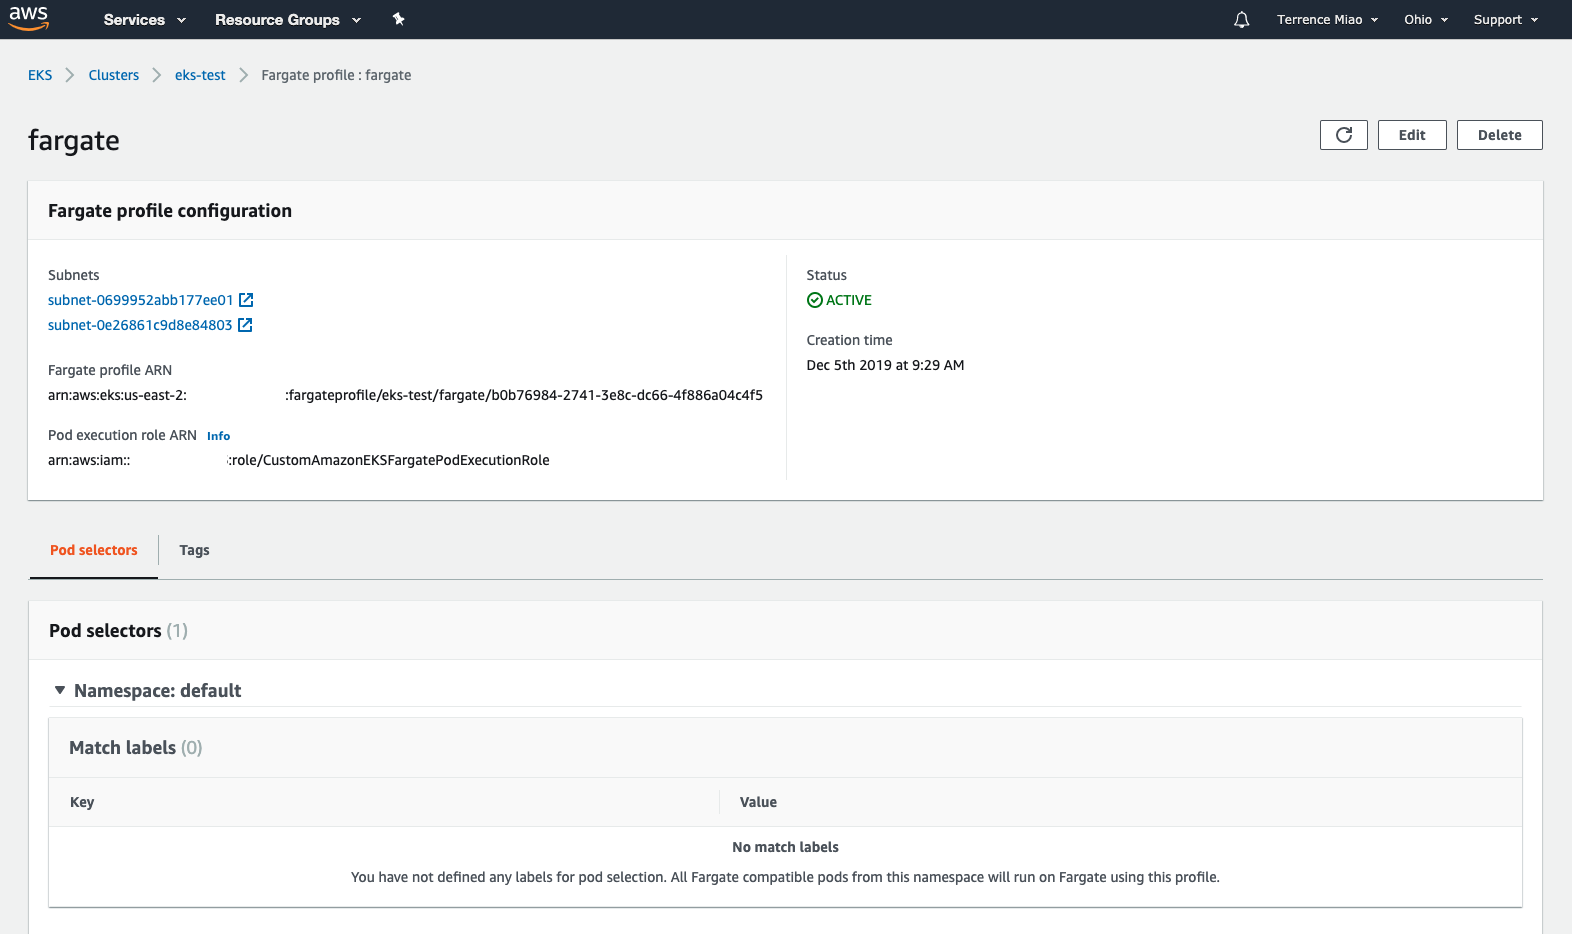 aws Services Resource Groups Terrence Miao Ohio Support
EKS Clusters eks-test Fargate profile : fargate
fargate
Edit Delete
Fargate profile configuration
Subnets
subnet-0699952abb177ee01
subnet-0e26861c9d8e84803
Fargate profile ARN
arn:aws:eks:us-east-2: :fargateprofile/eks-test/fargate/b0b76984-2741-3e8c-dc66-4f886a04c4f5
Pod execution role ARN Info
arn:aws:iam:: :role/CustomAmazonEKSFargatePodExecutionRole
Status
ACTIVE
Creation time
Dec 5th 2019 at 9:29 AM
Pod selectors Tags
Pod selectors (1)
Namespace: default
Match labels (0)
Key Value
No match labels
You have not defined any labels for pod selection. All Fargate compatible pods from this namespace will run on Fargate using this profile.